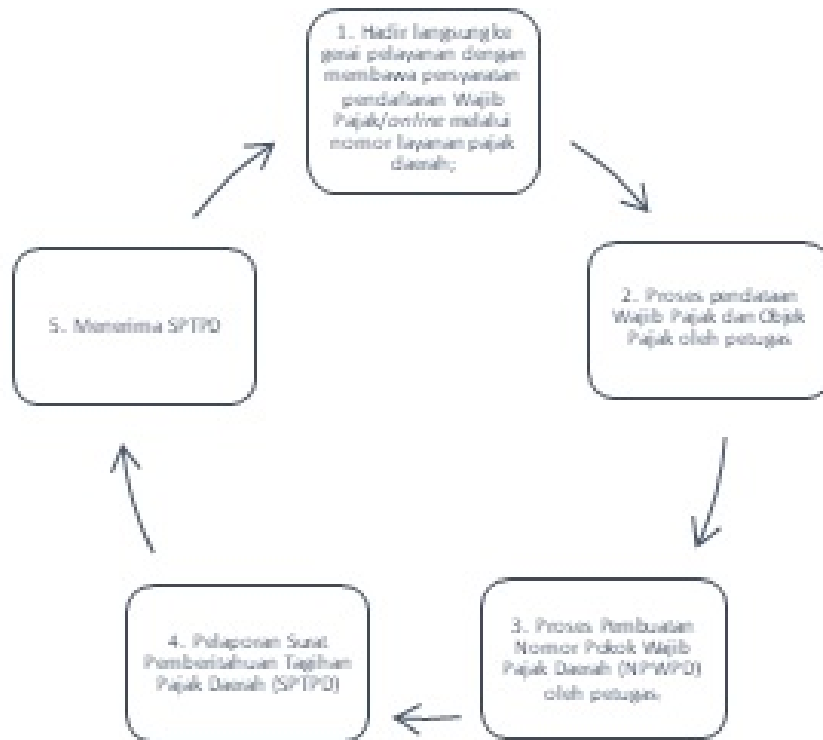 1. Hadir langsung ke
gerai pelayanan dengan
membawa persyaratan
pendaftaran Wajib
Pajak/online melalui
nomor layanan pajak
daerah;
2. Proses pendataan
Wajib Pajak dan Objek
Pajak oleh petugas
3. Proses Pembuatan
Nomor Pokok Wajib
Pajak Daerah (NPWPD)
oleh petugas.
4. Pelaporan Surat
Pemberitahuan Tagihan
Pajak Daerah (SPTPD)
5. Menerima SPTPD